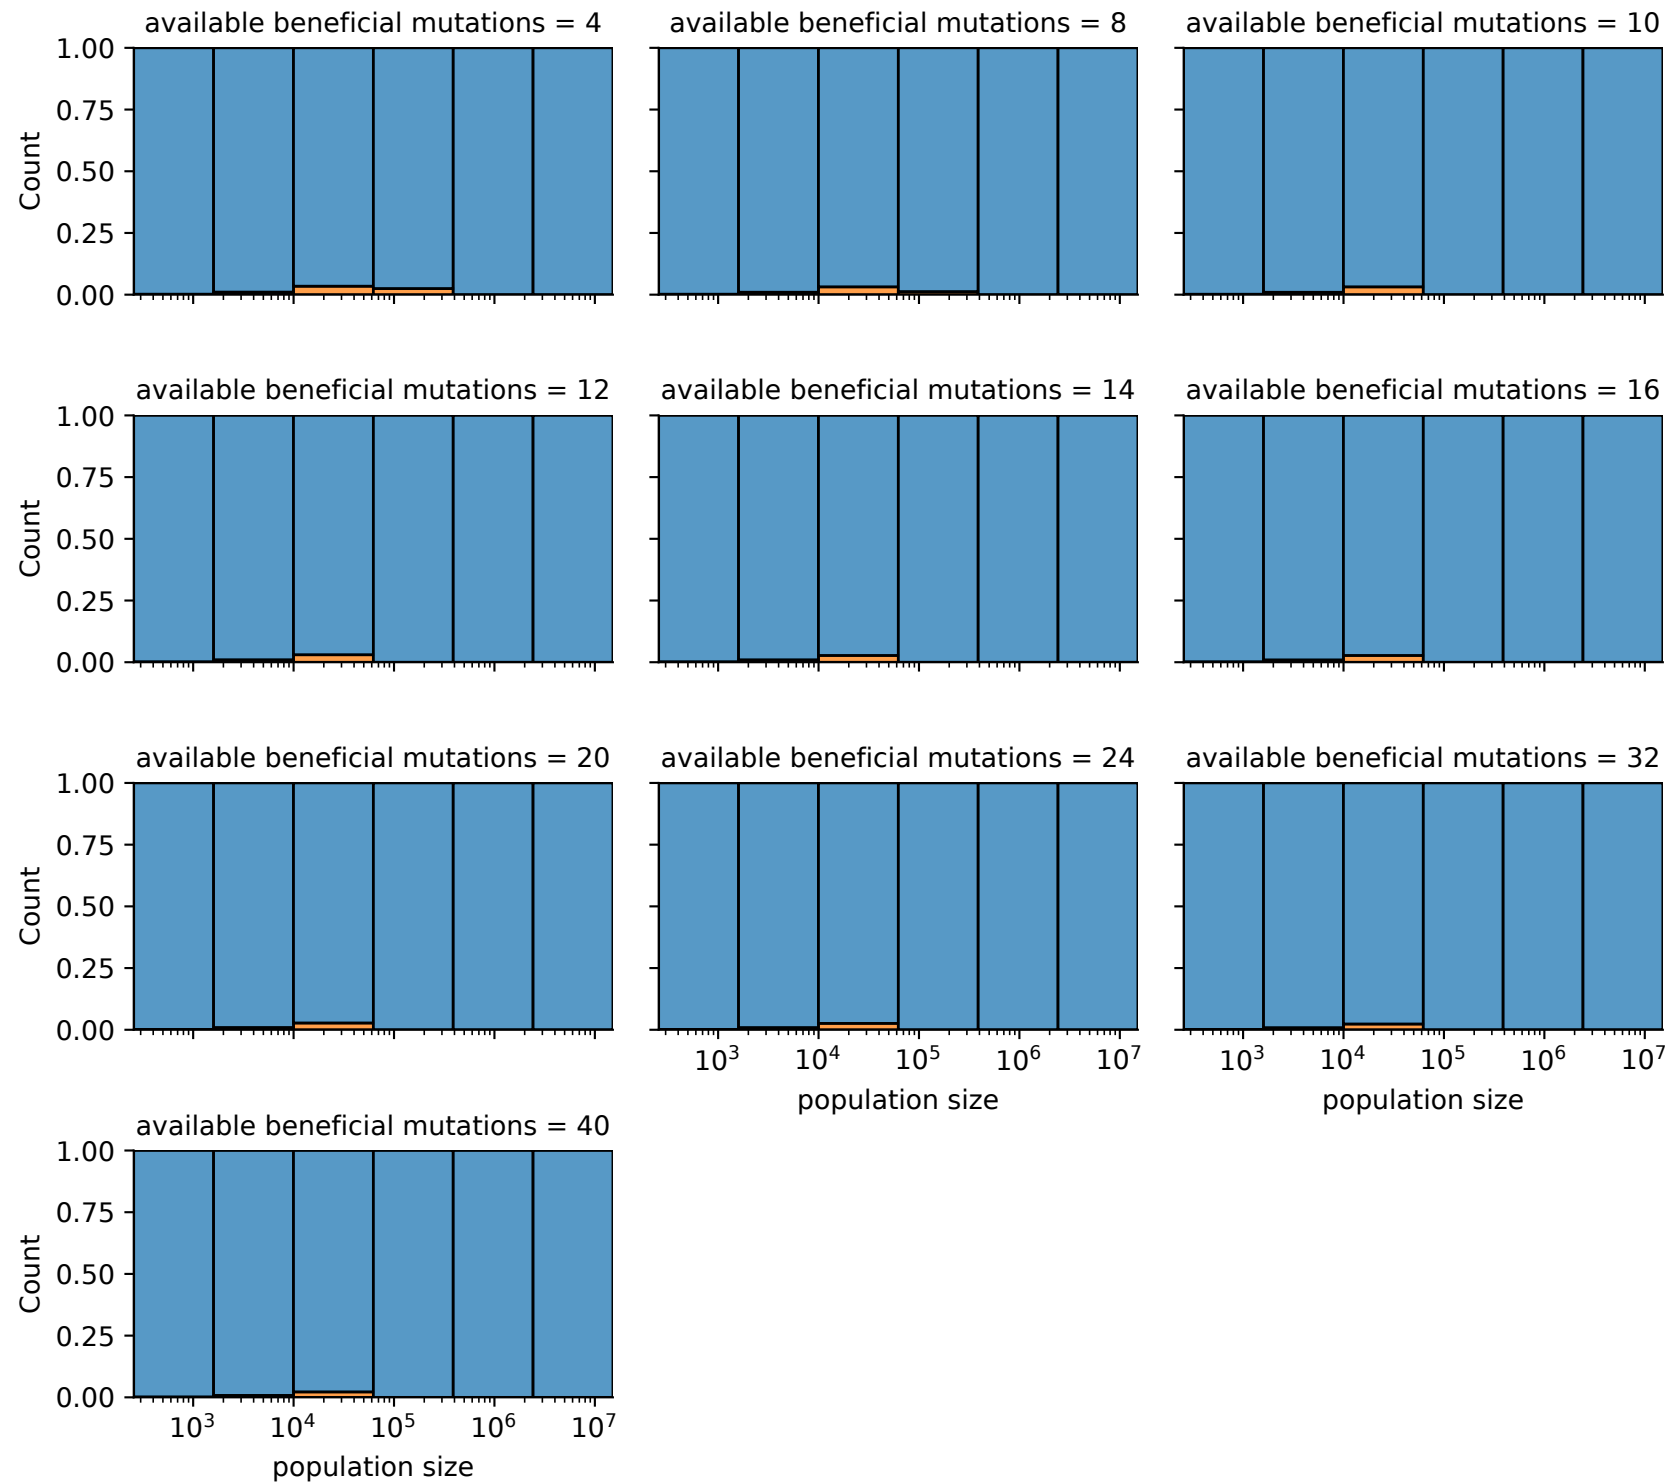 available beneficial mutations = 4
available beneficial mutations = 8
available beneficial mutations = 10
1.00
0.75
0.50
0.25
0.00
Count
available beneficial mutations = 12
available beneficial mutations = 14
available beneficial mutations = 16
1.00
0.75
0.50
0.25
0.00
Count
available beneficial mutations = 20
available beneficial mutations = 24
available beneficial mutations = 32
1.00
0.75
0.50
0.25
0.00
Count
10³ 10⁴ 10⁵ 10⁶ 10⁷
population size
10³ 10⁴ 10⁵ 10⁶ 10⁷
population size
available beneficial mutations = 40
1.00
0.75
0.50
0.25
0.00
Count
10³ 10⁴ 10⁵ 10⁶ 10⁷
population size